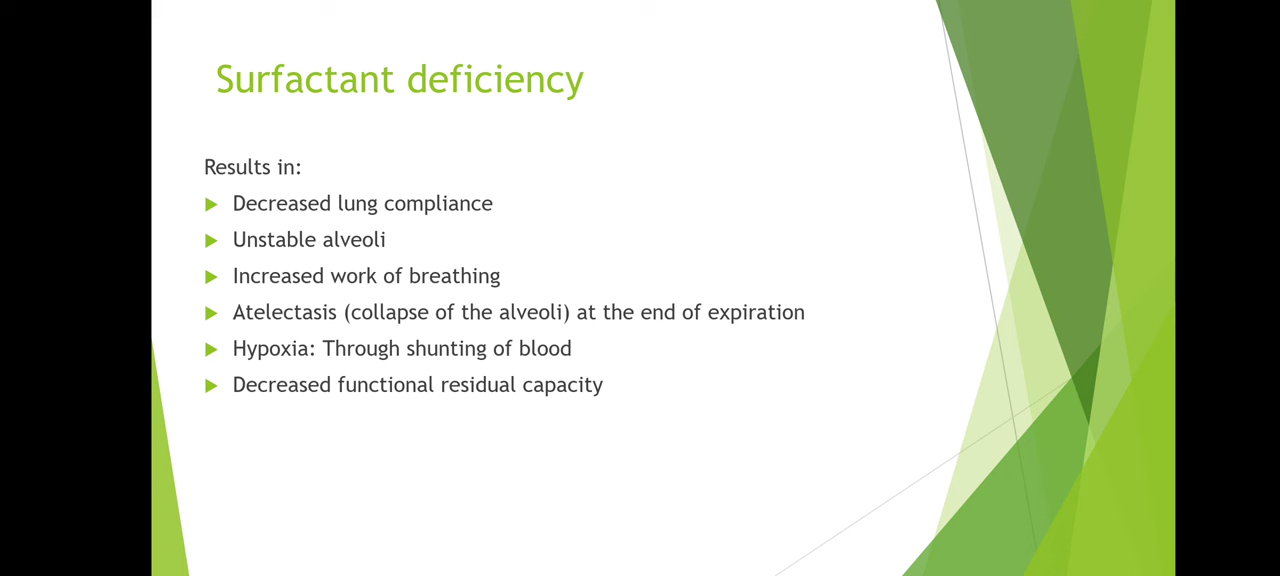 Surfactant deficiency
Results in:
Decreased lung compliance
Unstable alveoli
Increased work of breathing
Atelectasis (collapse of the alveoli) at the end of expiration
Hypoxia: Through shunting of blood
Decreased functional residual capacity